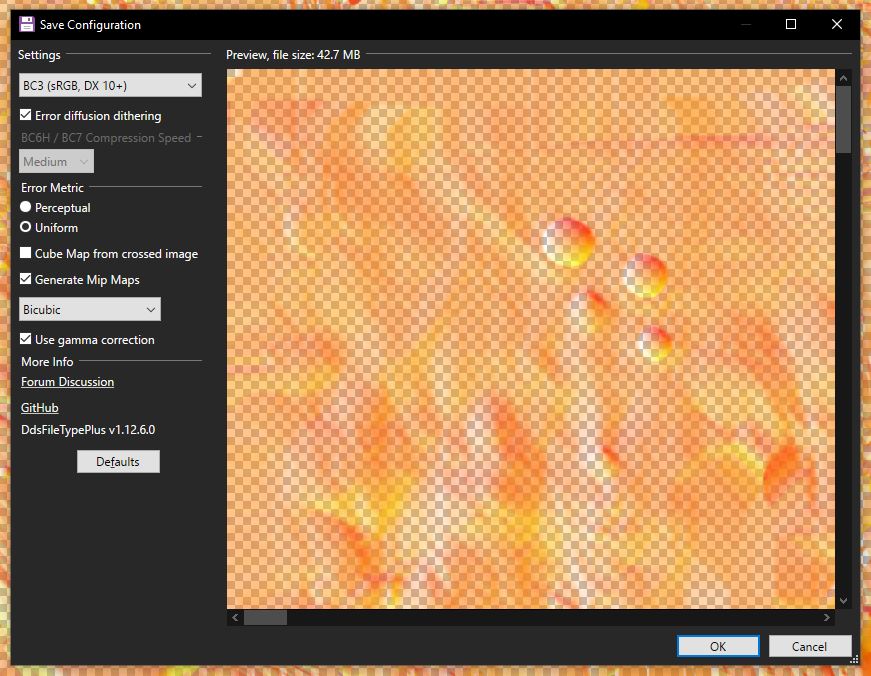 Save Configuration
Settings
Preview, file size: 42.7 MB
BC3 (sRGB, DX 10+)
Error diffusion dithering
BC6H / BC7 Compression Speed
Medium
Error Metric
Perceptual
Uniform
Cube Map from crossed image
Generate Mip Maps
Bicubic
Use gamma correction
More Info
Forum Discussion
GitHub
DdsFileTypePlus v1.12.6.0
Defaults
OK
Cancel